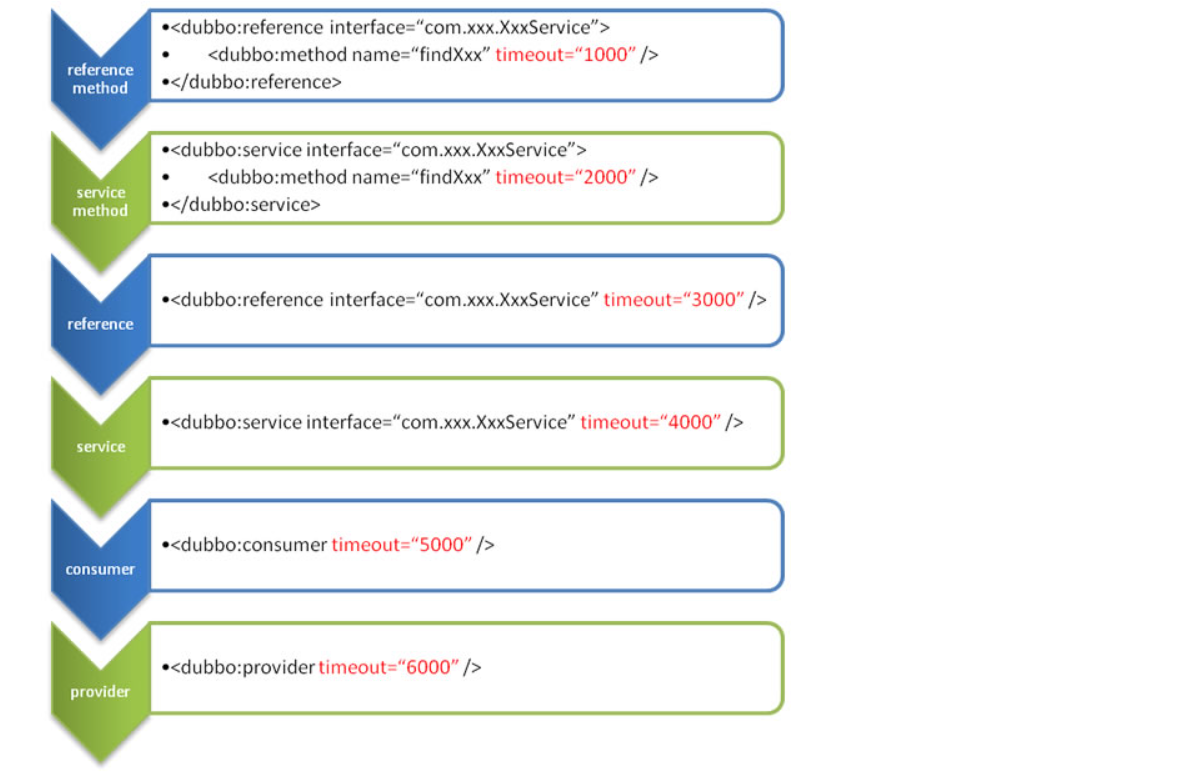 reference
method
•<dubbo:reference interface=“com.xxx.XxxService”>
• <dubbo:method name=“findXxx” timeout=“1000” />
•</dubbo:reference>
service
method
•<dubbo:service interface=“com.xxx.XxxService”>
• <dubbo:method name=“findXxx” timeout=“2000” />
•</dubbo:service>
reference
•<dubbo:reference interface=“com.xxx.XxxService” timeout=“3000” />
service
•<dubbo:service interface=“com.xxx.XxxService” timeout=“4000” />
consumer
•<dubbo:consumer timeout=“5000” />
provider
•<dubbo:provider timeout=“6000” />